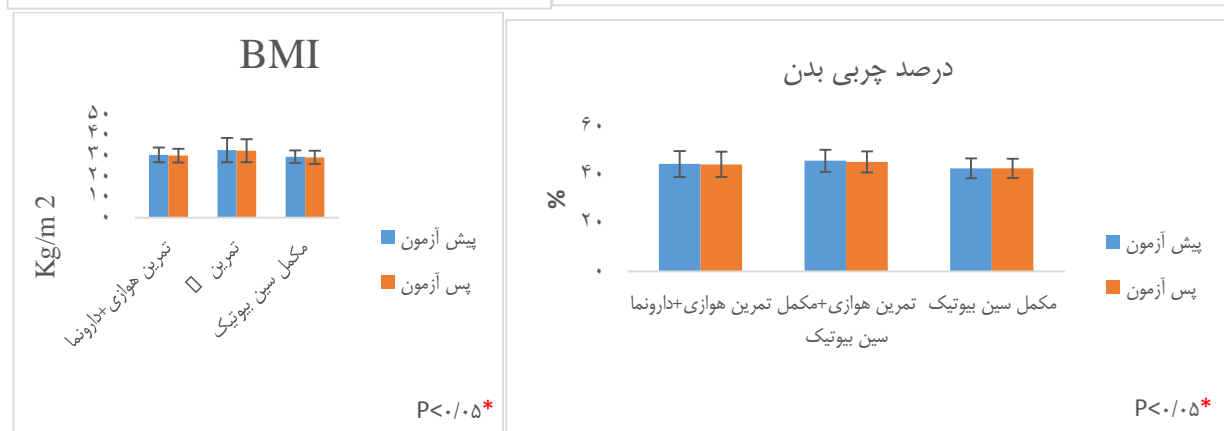 BMI
۵۰
۴۰
۳۰
۲۰
۱۰
۰
Kg/m 2
تمرین هوازی+دارونما
تمرین
مکمل سین بیوتیک
پیش آزمون
پس آزمون
P<۰/۰۵*
درصد چربی بدن
۶۰
۴۰
۲۰
۰
%
تمرین هوازی+دارونما
تمرین هوازی+مکمل
سین بیوتیک
مکمل سین بیوتیک
پیش آزمون
پس آزمون
P<۰/۰۵*